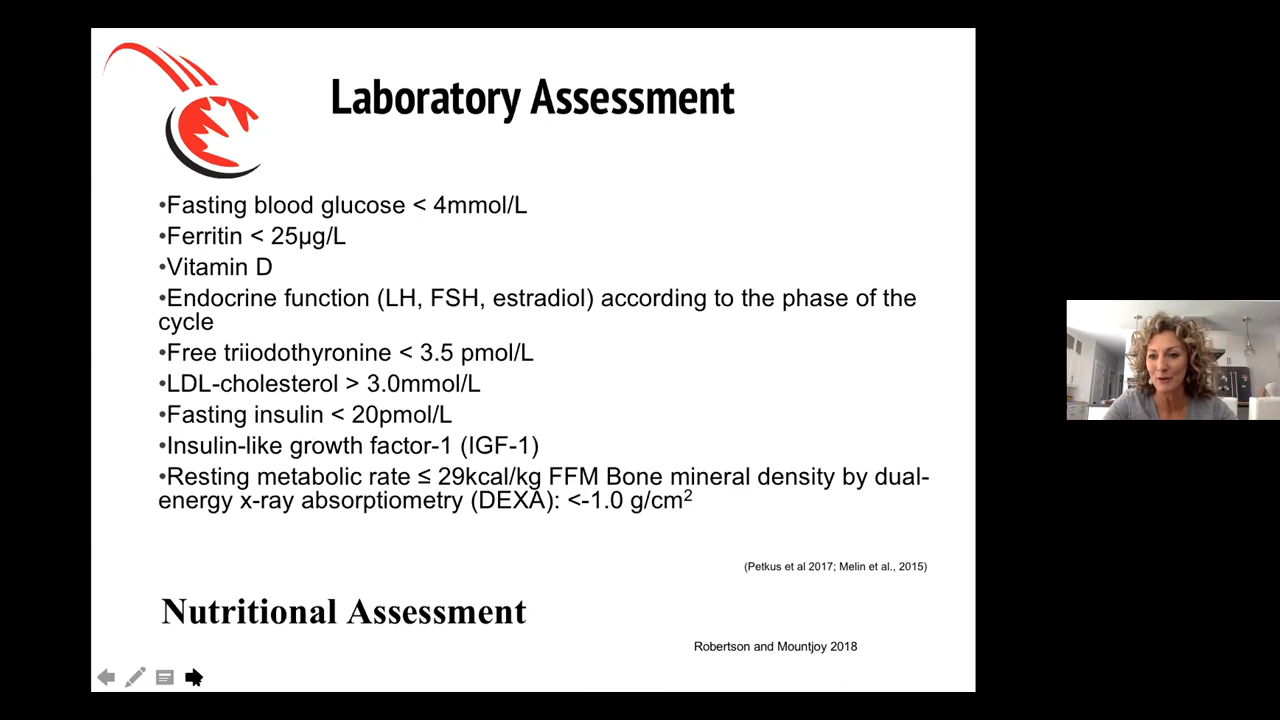 Laboratory Assessment
•Fasting blood glucose < 4mmol/L
•Ferritin < 25µg/L
•Vitamin D
•Endocrine function (LH, FSH, estradiol) according to the phase of the
cycle
•Free triiodothyronine < 3.5 pmol/L
•LDL-cholesterol > 3.0mmol/L
•Fasting insulin < 20pmol/L
•Insulin-like growth factor-1 (IGF-1)
•Resting metabolic rate ≤ 29kcal/kg FFM Bone mineral density by dual-
energy x-ray absorptiometry (DEXA): <-1.0 g/cm²
(Petkus et al 2017; Melin et al., 2015)
Nutritional Assessment
Robertson and Mountjoy 2018